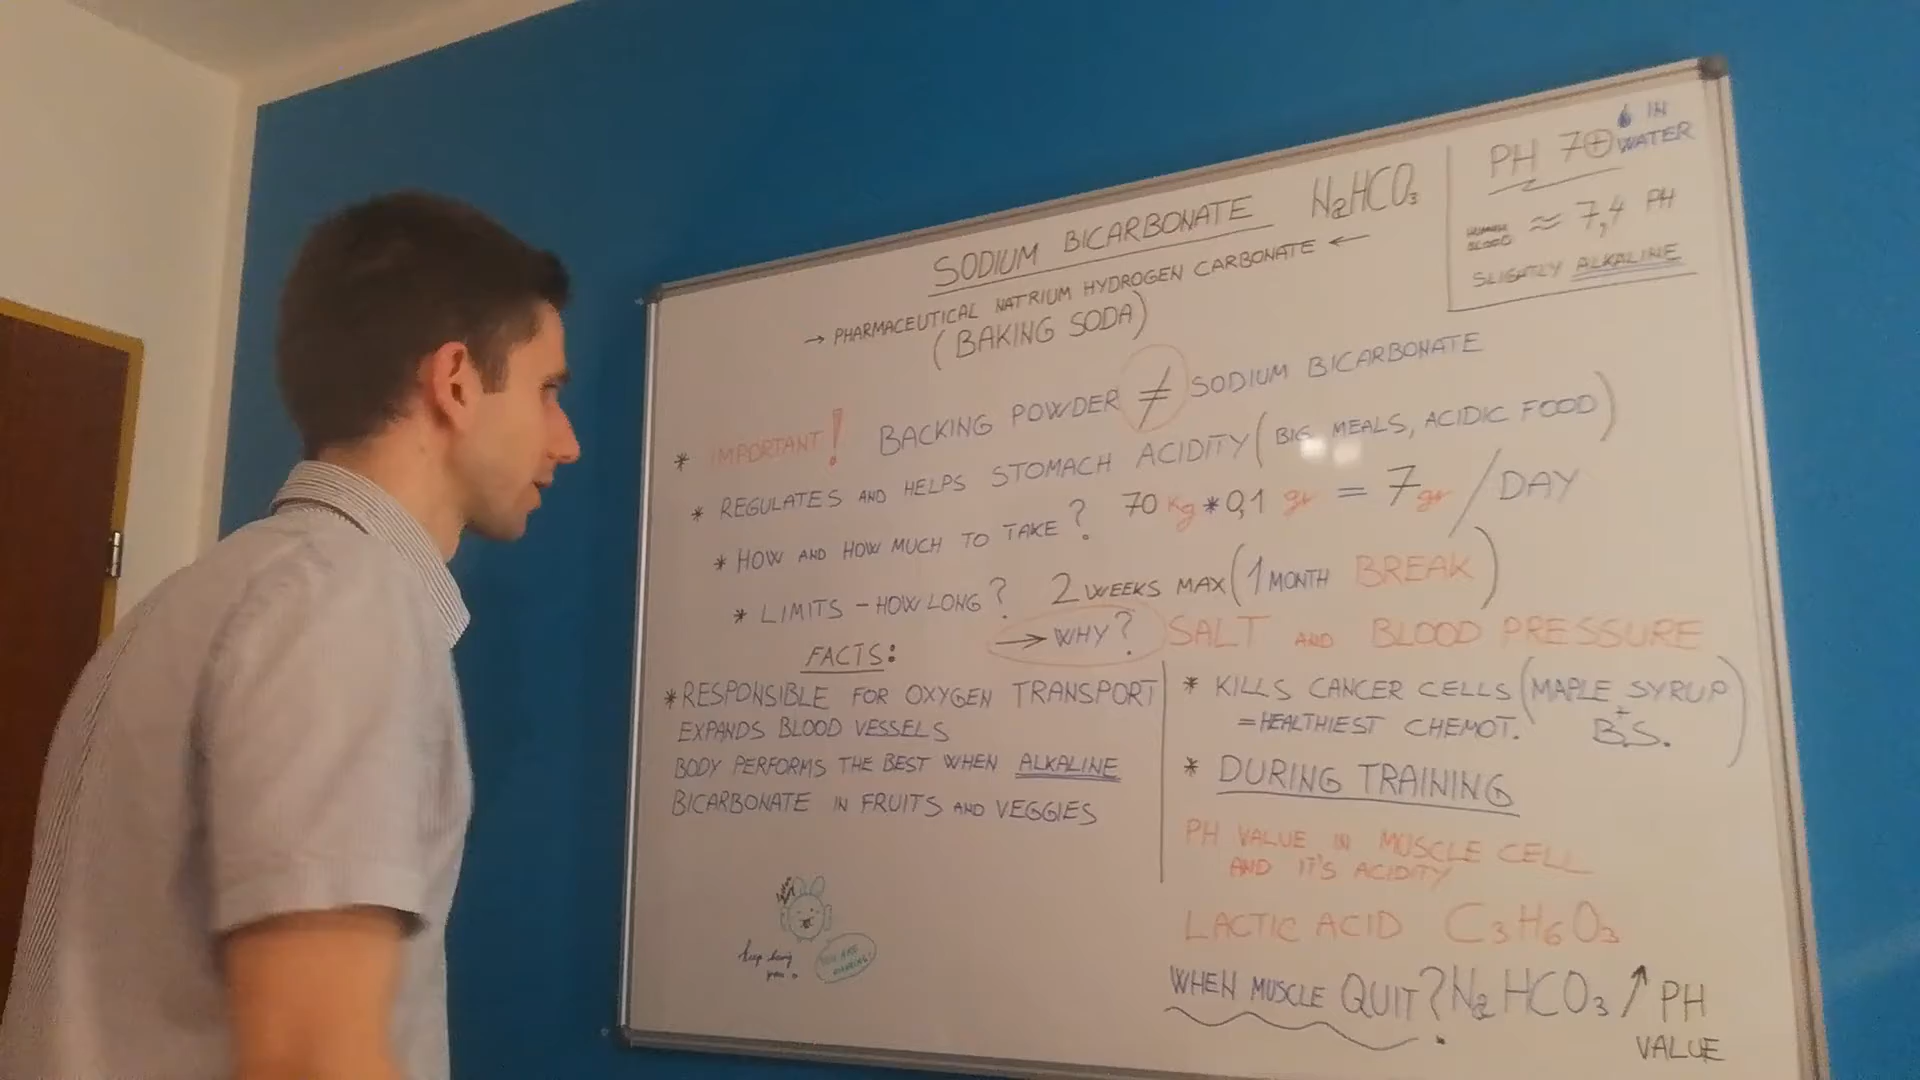 SODIUM BICARBONATE NaHCO₃
→ PHARMACEUTICAL NATRIUM HYDROGEN CARBONATE ←
(BAKING SODA)
PH 7⊕ IN WATER
HUMAN BLOOD ≈ 7,4 PH
SLIGHTLY ALKALINE
* IMPORTANT! BACKING POWDER ≠ SODIUM BICARBONATE
* REGULATES AND HELPS STOMACH ACIDITY (BIG MEALS, ACIDIC FOOD)
* HOW AND HOW MUCH TO TAKE? 70 Kg * 0,1 gr = 7 gr / DAY
* LIMITS - HOW LONG? 2 WEEKS MAX (1 MONTH BREAK)
→ WHY? SALT AND BLOOD PRESSURE
FACTS:
* RESPONSIBLE FOR OXYGEN TRANSPORT
EXPANDS BLOOD VESSELS
BODY PERFORMS THE BEST WHEN ALKALINE
BICARBONATE IN FRUITS AND VEGGIES
keep being you.
YOU ARE
* KILLS CANCER CELLS (MAPLE SYRUP + B.S.)
= HEALTHIEST CHEMOT.
* DURING TRAINING
PH VALUE IN MUSCLE CELL
AND IT'S ACIDITY
LACTIC ACID C₃H₆O₃
WHEN MUSCLE QUIT? NaHCO₃ ↑ PH
VALUE